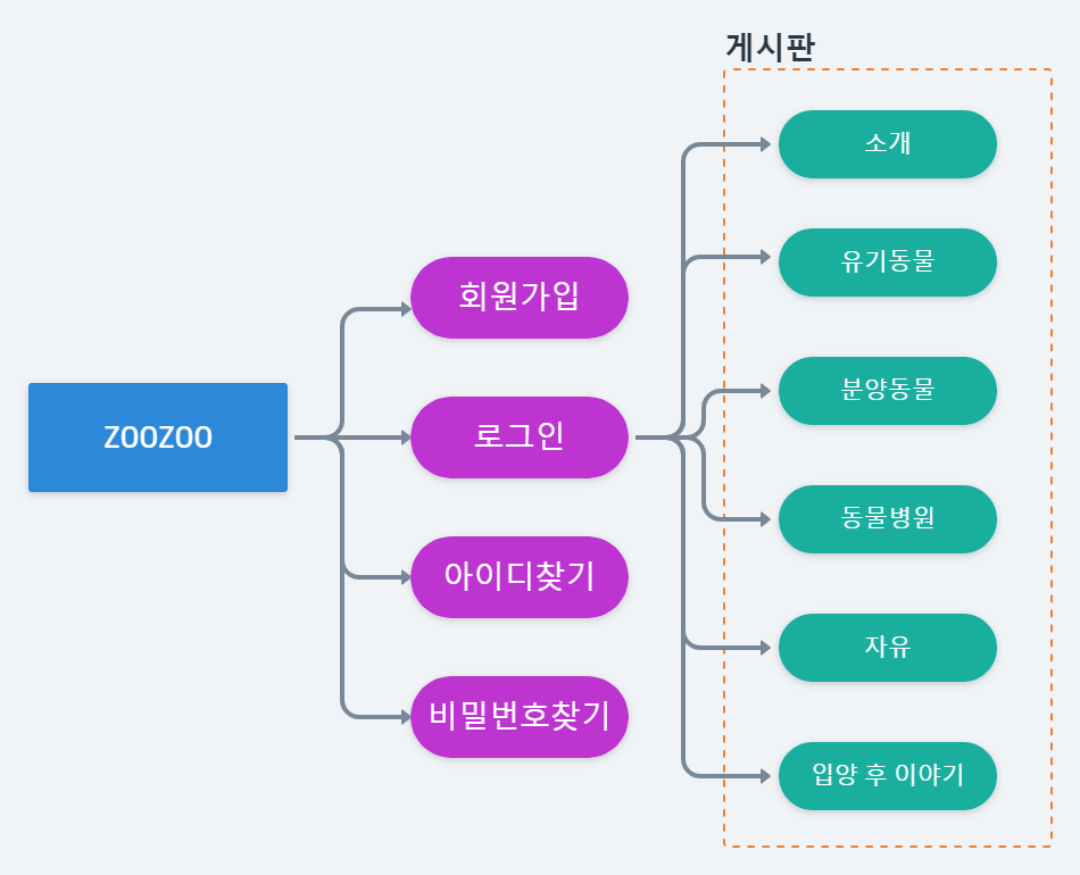 게시판
ZOOZOO
회원가입
로그인
아이디찾기
비밀번호찾기
소개
유기동물
분양동물
동물병원
자유
입양 후 이야기